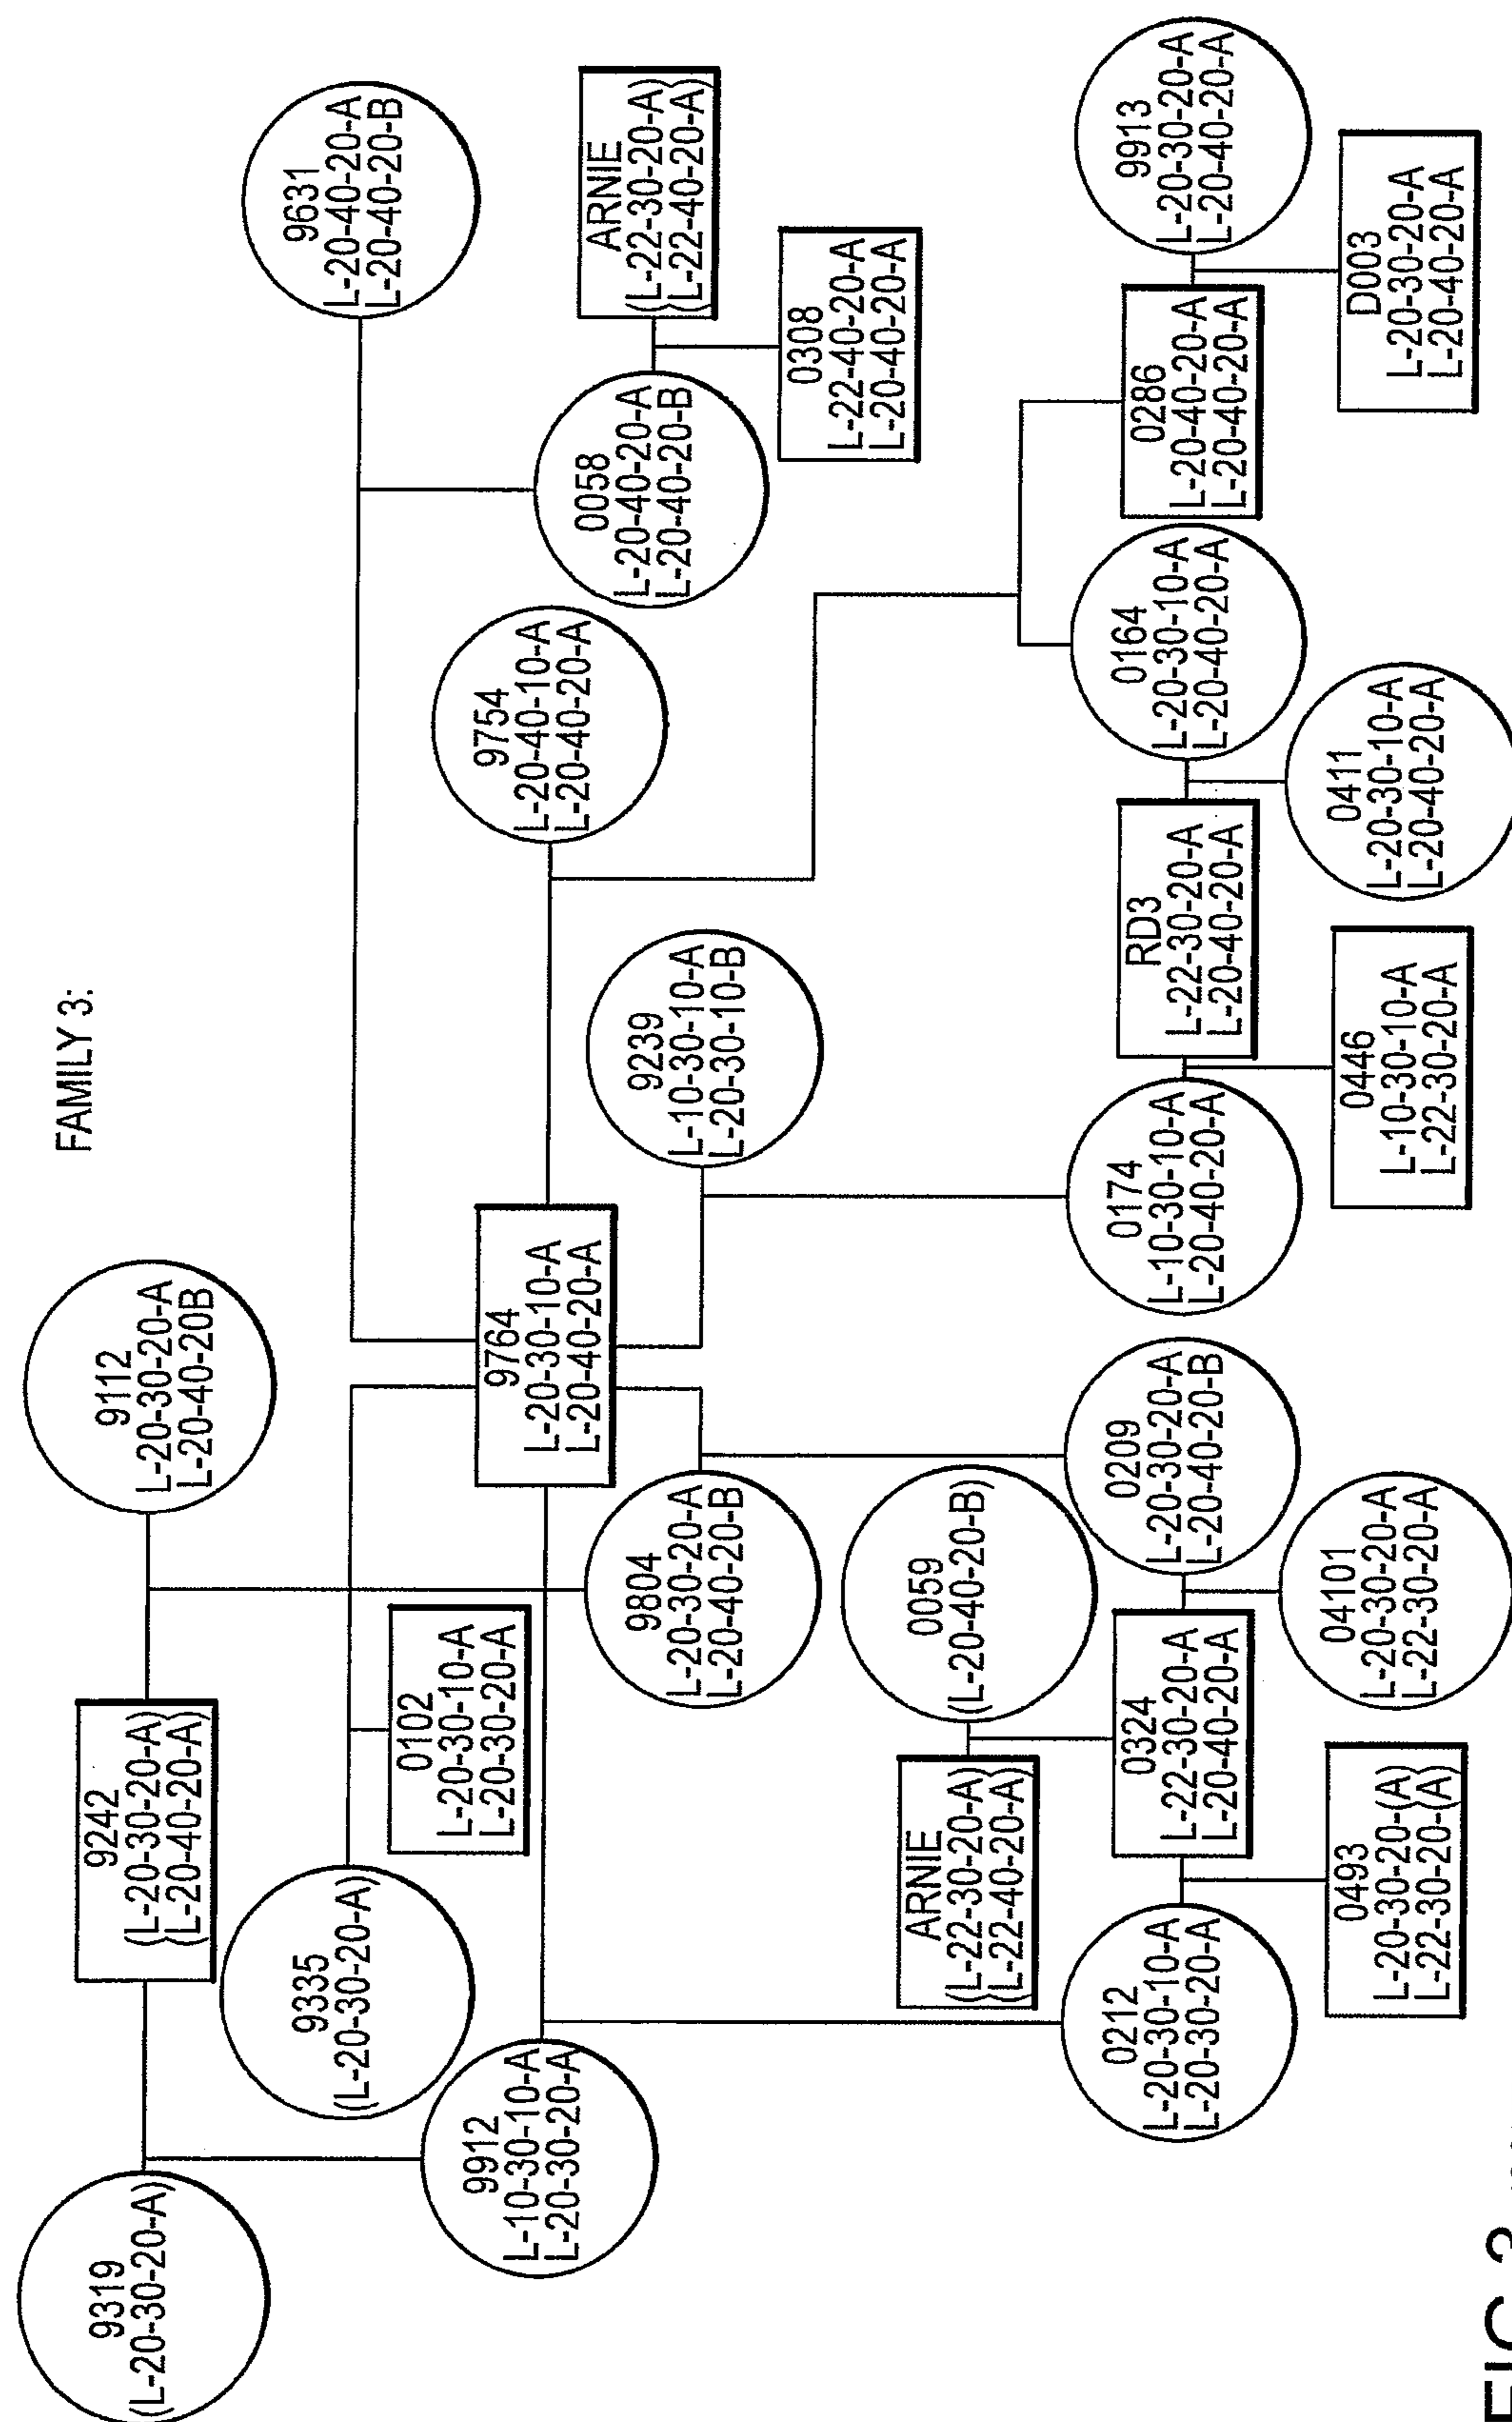 FAMILY 3:
9319
(L-20-30-20-A)
9242
(L-20-30-20-A)
(L-20-40-20-A)
9112
L-20-30-20-A
L-20-40-20B
9335
(L-20-30-20-A)
0102
L-20-30-10-A
L-20-30-20-A
9631
L-20-40-20-A
L-20-40-20-B
9912
L-10-30-10-A
L-20-30-20-A
9764
L-20-30-10-A
L-20-40-20-A
9754
L-20-40-10-A
L-20-40-20-A
0058
L-20-40-20-A
L-20-40-20-B
ARNIE
(L-22-30-20-A)
(L-22-40-20-A)
9804
L-20-30-20-A
L-20-40-20-B
9239
L-10-30-10-A
L-20-30-10-B
0308
L-22-40-20-A
L-20-40-20-A
ARNIE
(L-22-30-20-A)
(L-22-40-20-A)
0059
(L-20-40-20-B)
0212
L-20-30-10-A
L-20-30-20-A
0324
L-22-30-20-A
L-20-40-20-A
0209
L-20-30-20-A
L-20-40-20-B
0174
L-10-30-10-A
L-20-40-20-A
RD3
L-22-30-20-A
L-20-40-20-A
0164
L-20-30-10-A
L-20-40-20-A
0286
L-20-40-20-A
L-20-40-20-A
9913
L-20-30-20-A
L-20-40-20-A
0493
L-20-30-20-(A)
L-22-30-20-(A)
04101
L-20-30-20-A
L-22-30-20-A
0446
L-10-30-10-A
L-22-30-20-A
0411
L-20-30-10-A
L-20-40-20-A
D003
L-20-30-20-A
L-20-40-20-A
FIG. 3